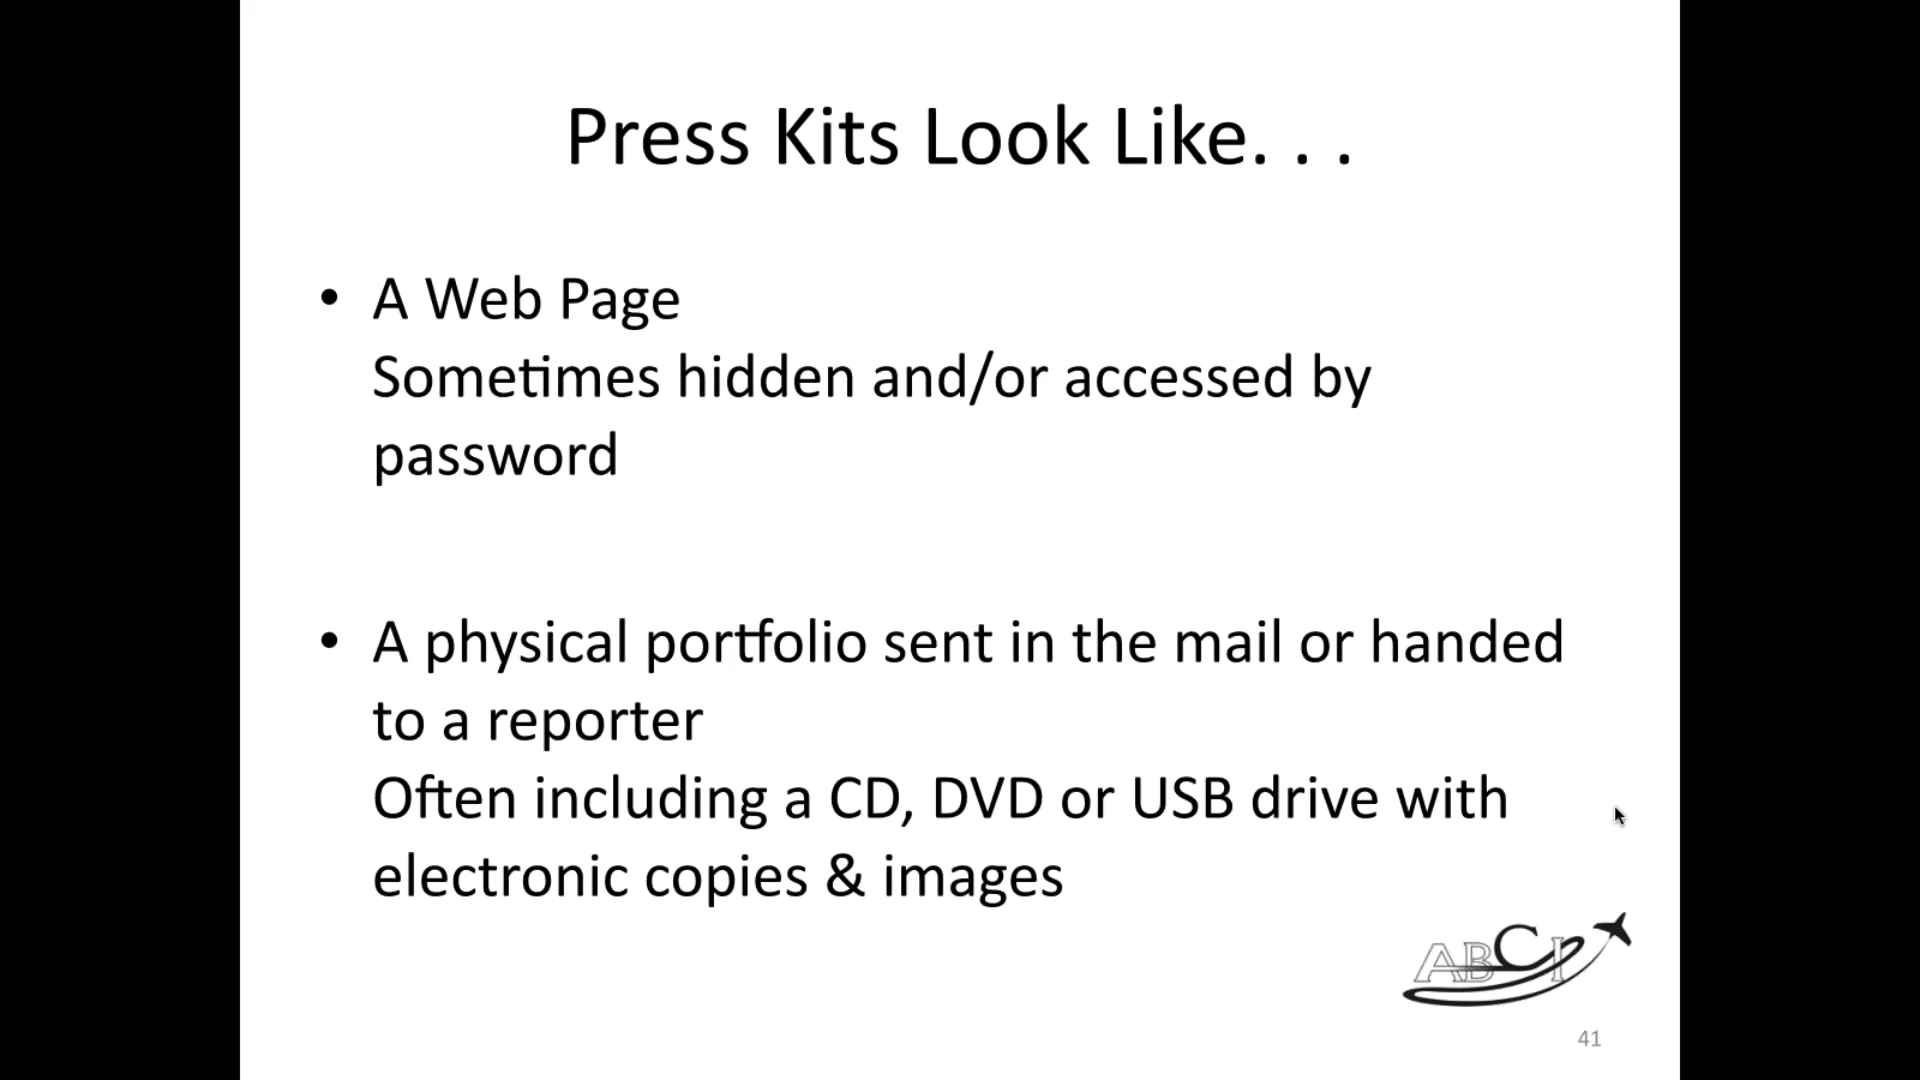 Press Kits Look Like. . .
• A Web Page
Sometimes hidden and/or accessed by
password
• A physical portfolio sent in the mail or handed
to a reporter
Often including a CD, DVD or USB drive with
electronic copies & images
ABCI
41